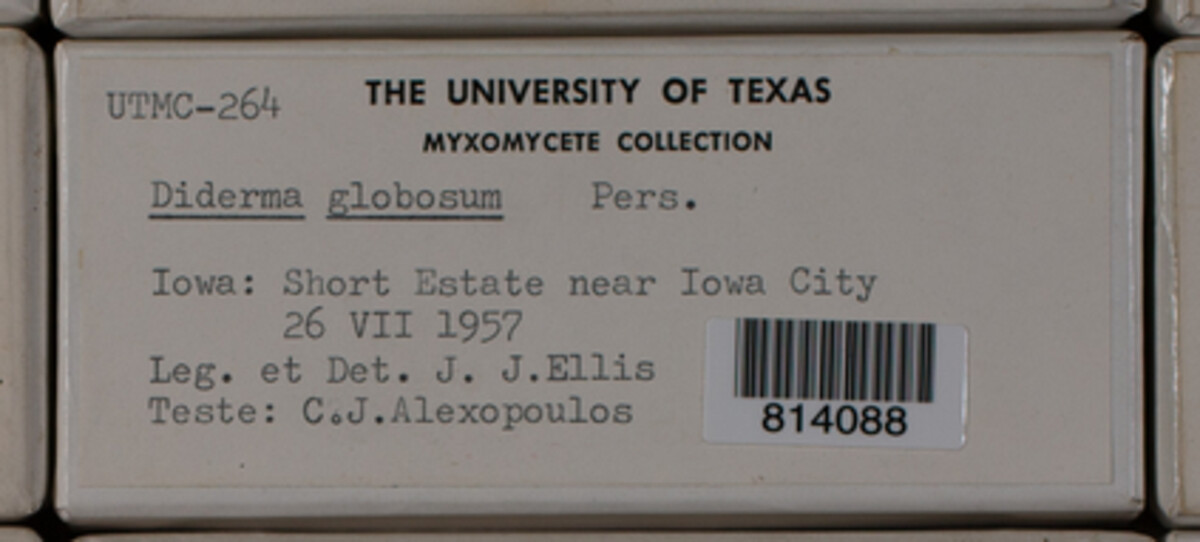 UTMC-264
THE UNIVERSITY OF TEXAS
MYXOMYCETE COLLECTION
Diderma globosum Pers.
Iowa: Short Estate near Iowa City
26 VII 1957
Leg. et Det. J. J.Ellis
Teste: C.J.Alexopoulos
814088